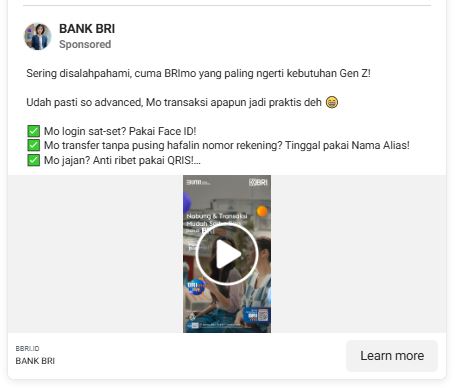 BANK BRI
Sponsored
Sering disalahpahami, cuma BRImo yang paling ngerti kebutuhan Gen Z!
Udah pasti so advanced, Mo transaksi apapun jadi praktis deh 😄
✅ Mo login sat-set? Pakai Face ID!
✅ Mo transfer tanpa pusing hafalin nomor rekening? Tinggal pakai Nama Alias!
✅ Mo jajan? Anti ribet pakai QRIS!...
BRI
Nabung & Transaksi
Mudah
BRI
BBRI.ID
BANK BRI
Learn more